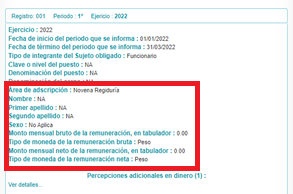 Registro: 001 Periodo : 1° Ejercicio : 2022
Ejercicio : 2022
Fecha de inicio del periodo que se informa : 01/01/2022
Fecha de término del periodo que se informa : 31/03/2022
Tipo de integrante del Sujeto obligado : Funcionario
Clave o nivel del puesto : NA
Denominación del puesto : NA
Denominación del cargo : NA
Área de adscripción : Novena Regiduría
Nombre : NA
Primer apellido : NA
Segundo apellido : NA
Sexo : No Aplica
Monto mensual bruto de la remuneración, en tabulador : 0.00
Tipo de moneda de la remuneración bruta : Peso
Monto mensual neto de la remuneración, en tabulador : 0.00
Tipo de moneda de la remuneración neta : Peso
Percepciones adicionales en dinero (1) :
Ver detalles...